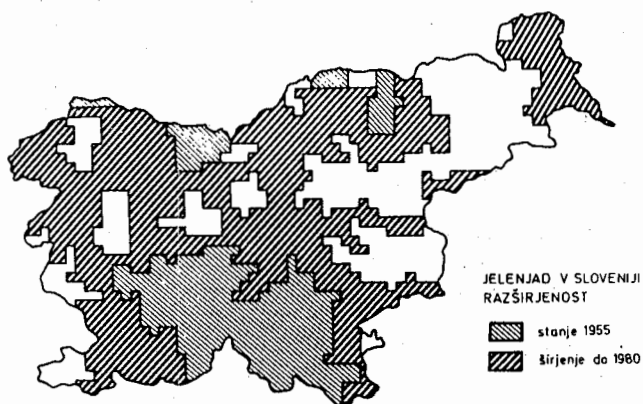 JELENJAD V SLOVENIJI
RAZŠIRJENOST
stanje 1955
širjenje do 1980